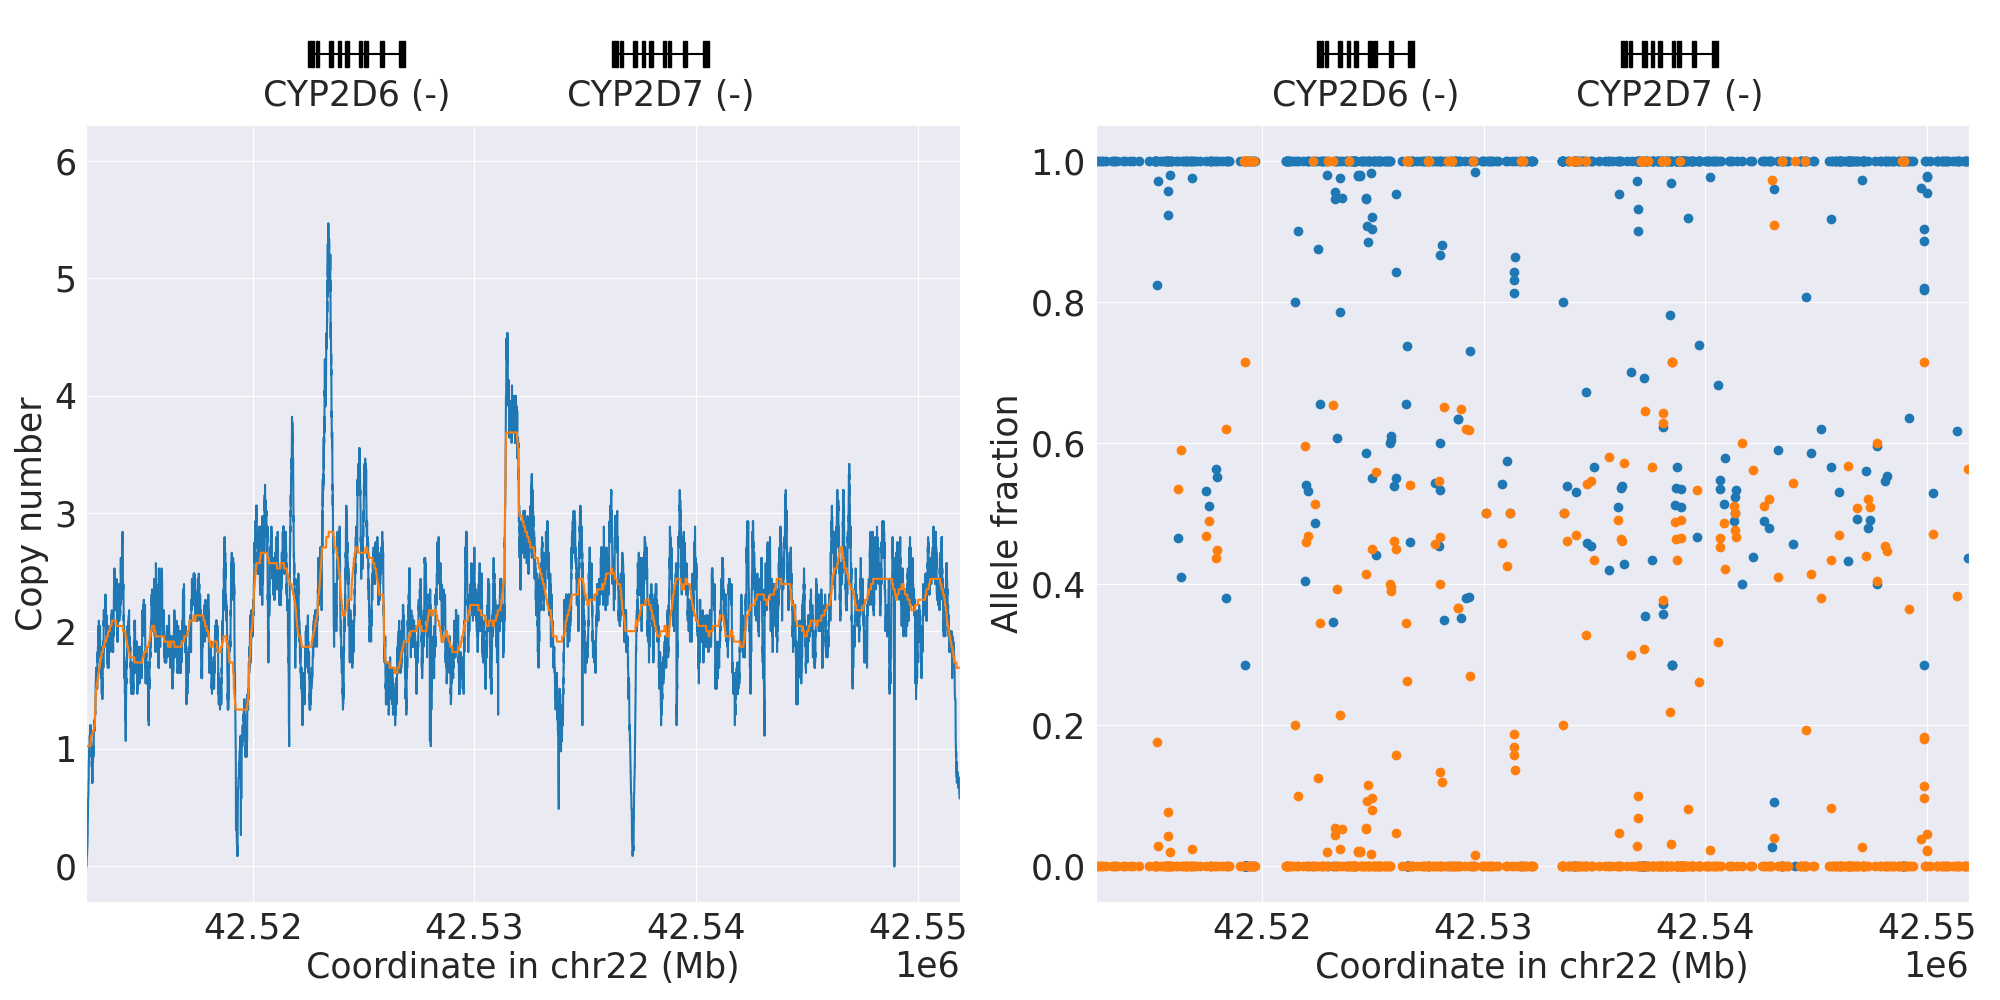 CYP2D6 (-) CYP2D7 (-)
Copy number
6
5
4
3
2
1
0
42.52 42.53 42.54 42.55
1e6
Coordinate in chr22 (Mb)
CYP2D6 (-) CYP2D7 (-)
Allele fraction
1.0
0.8
0.6
0.4
0.2
0.0
42.52 42.53 42.54 42.55
1e6
Coordinate in chr22 (Mb)